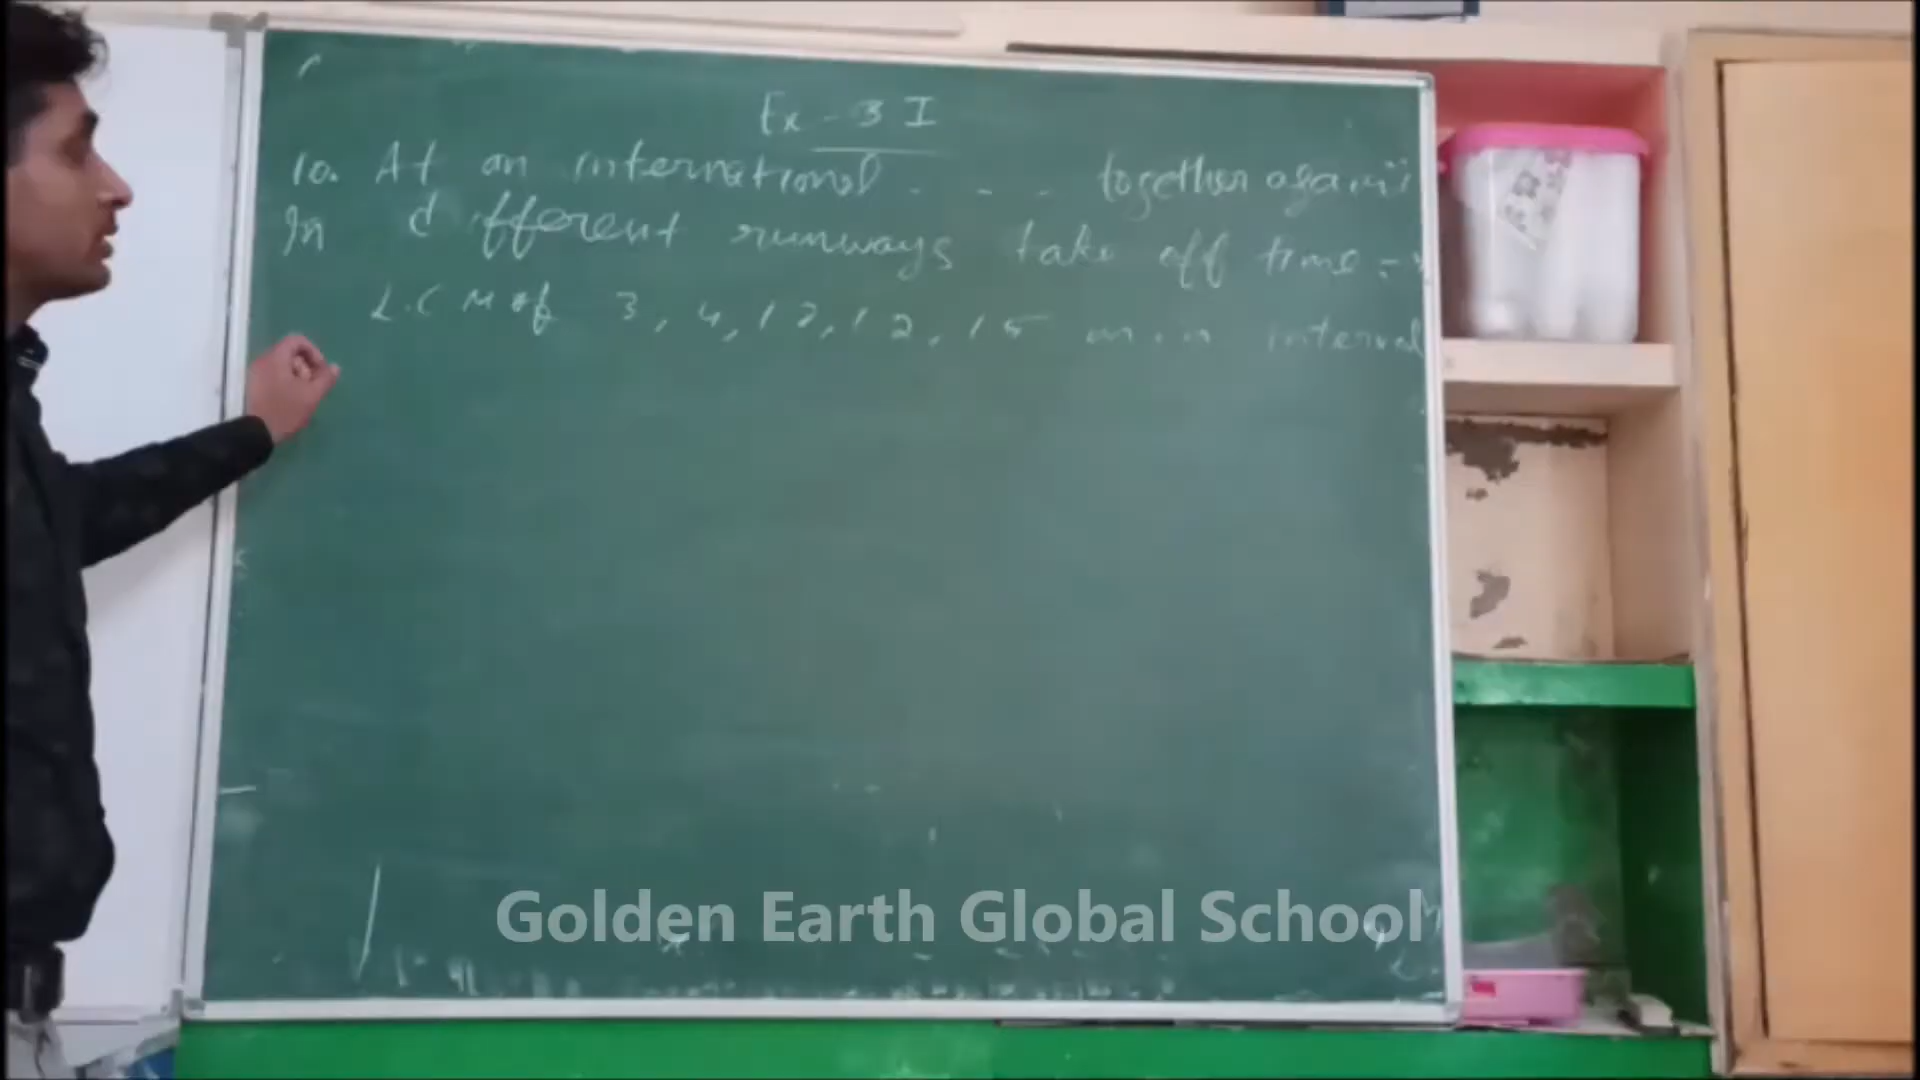 Ex - 3 I
10. At an international . - - together again
In different runways take off time =
L.C M of 3, 4, 12, 12, 15 interval
Golden Earth Global School